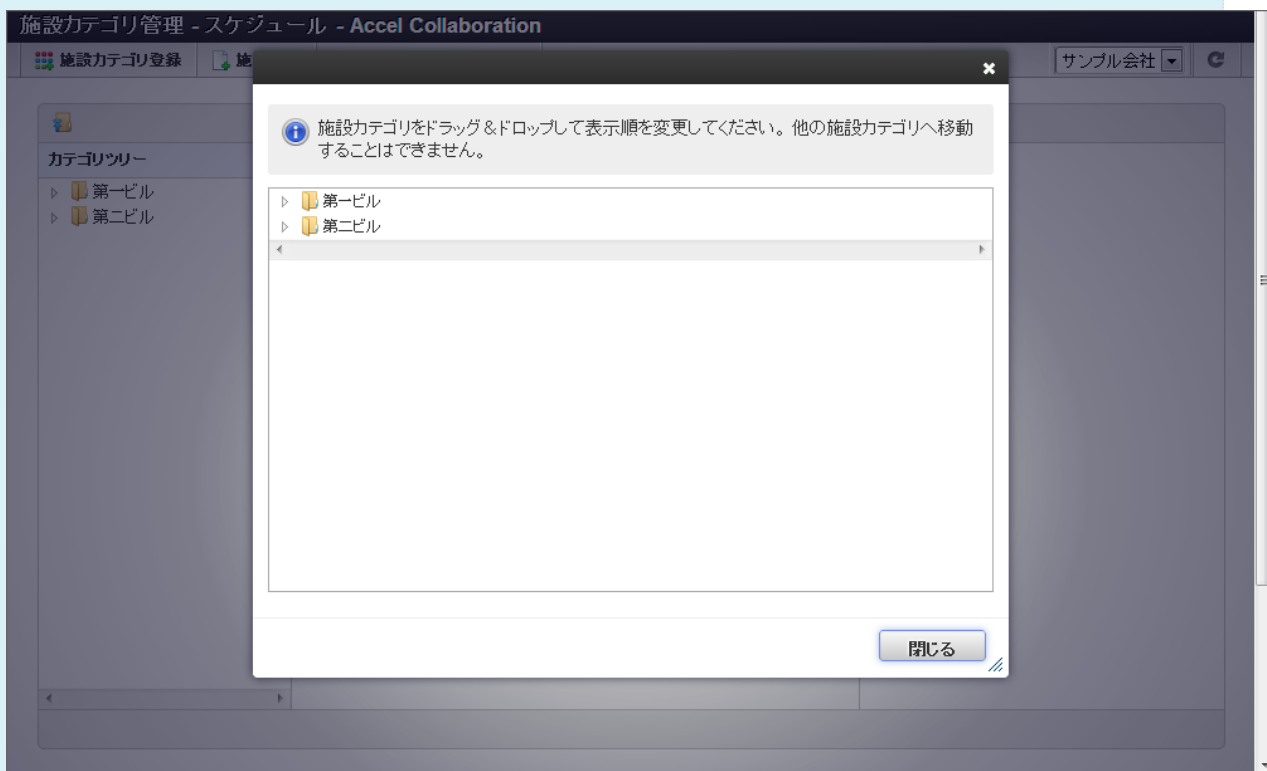 施設カテゴリ管理 - スケジュール - Accel Collaboration
施設カテゴリ登録
施
サンプル会社
カテゴリツリー
第一ビル
第二ビル
施設カテゴリをドラッグ&ドロップして表示順を変更してください。他の施設カテゴリへ移動
することはできません。
第一ビル
第二ビル
閉じる